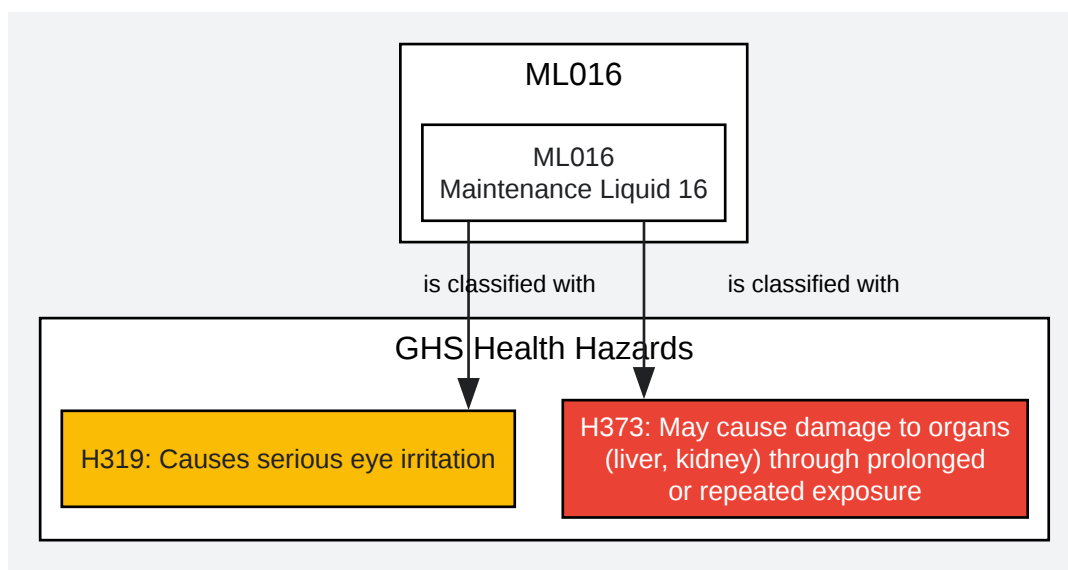 ML016
ML016
Maintenance Liquid 16
is classified with
is classified with
GHS Health Hazards
H319: Causes serious eye irritation
H373: May cause damage to organs
(liver, kidney) through prolonged
or repeated exposure